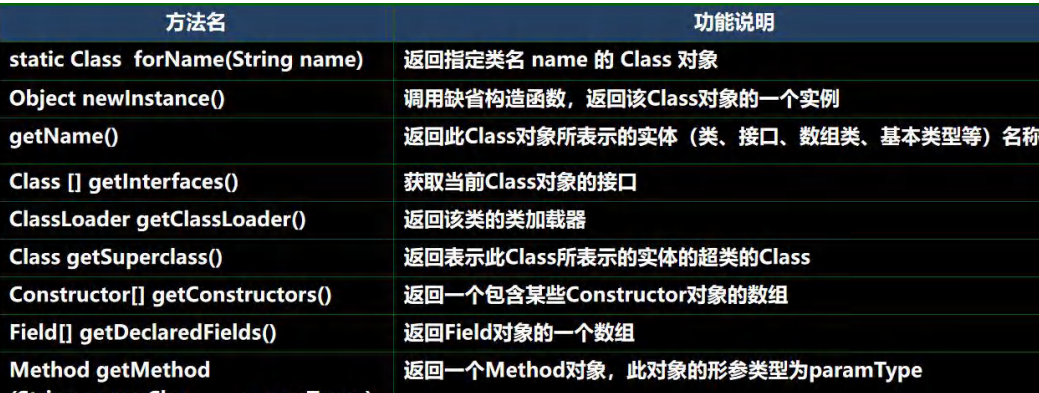 方法名 功能说明
static Class forName(String name) 返回指定类名 name 的 Class 对象
Object newInstance() 调用缺省构造函数，返回该Class对象的一个实例
getName() 返回此Class对象所表示的实体（类、接口、数组类、基本类型等）名称
Class [] getInterfaces() 获取当前Class对象的接口
ClassLoader getClassLoader() 返回该类的类加载器
Class getSuperclass() 返回表示此Class所表示的实体的超类的Class
Constructor[] getConstructors() 返回一个包含某些Constructor对象的数组
Field[] getDeclaredFields() 返回Field对象的一个数组
Method getMethod 返回一个Method对象，此对象的形参类型为paramType